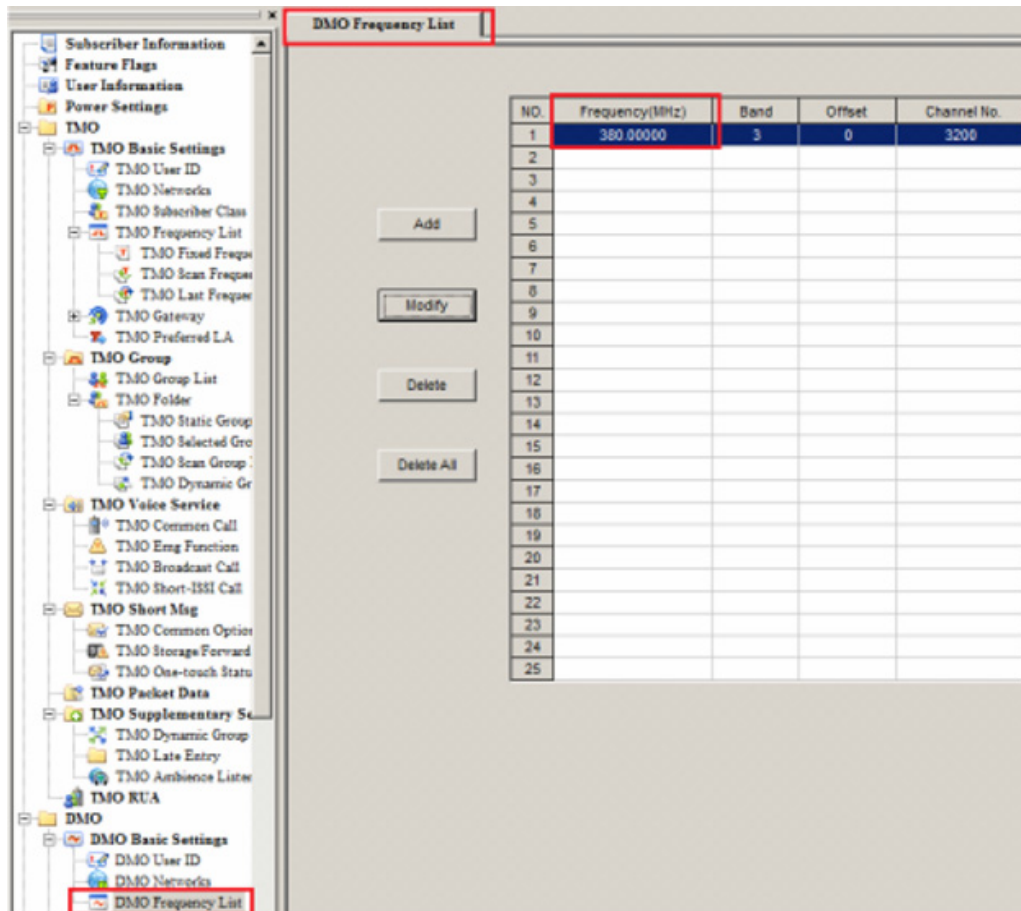 Subscriber Information
Feature Flags
User Information
Power Settings
TMO
TMO Basic Settings
TMO User ID
TMO Networks
TMO Subscriber Class
TMO Frequency List
TMO Fixed Freque
TMO Scan Frequen
TMO Last Frequen
TMO Gateway
TMO Preferred LA
TMO Group
TMO Group List
TMO Folder
TMO Static Group
TMO Selected Gro
TMO Scan Group
TMO Dynamic Gr
TMO Voice Service
TMO Common Call
TMO Emg Function
TMO Broadcast Call
TMO Short-ISSI Call
TMO Short Msg
TMO Common Option
TMO Storage Forward
TMO One-touch Statu
TMO Packet Data
TMO Supplementary Se
TMO Dynamic Group
TMO Late Entry
TMO Ambience Listen
TMO RUA
DMO
DMO Basic Settings
DMO User ID
DMO Networks
DMO Frequency List
DMO Frequency List
Add
Modify
Delete
Delete All
NO. Frequency(MHz) Band Offset Channel No.
1 380.00000 3 0 3200
2
3
4
5
6
7
8
9
10
11
12
13
14
15
16
17
18
19
20
21
22
23
24
25